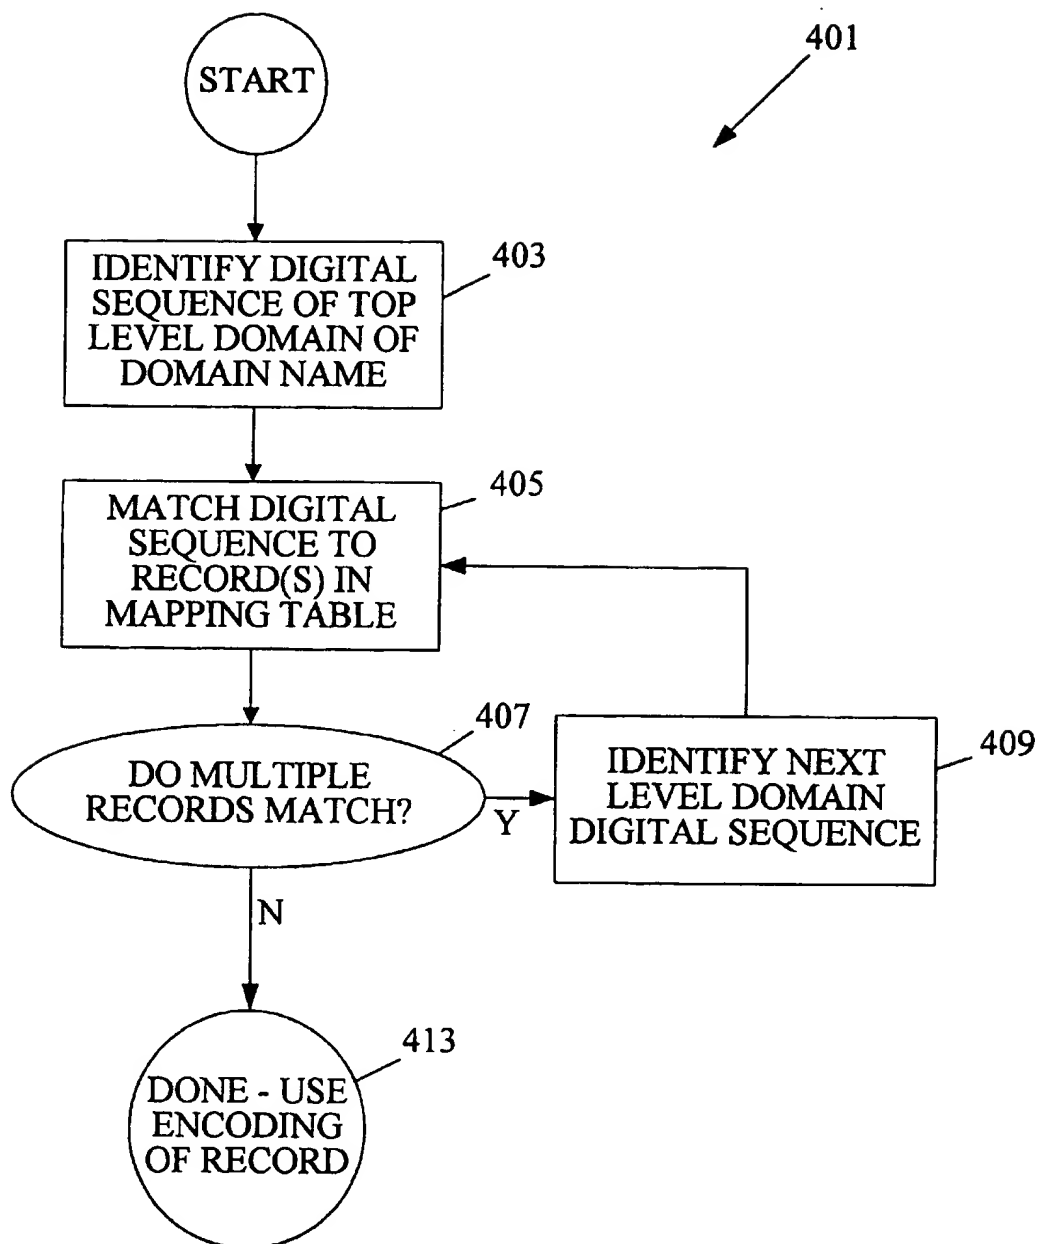 START
401
IDENTIFY DIGITAL
SEQUENCE OF TOP
LEVEL DOMAIN OF
DOMAIN NAME
403
MATCH DIGITAL
SEQUENCE TO
RECORD(S) IN
MAPPING TABLE
405
DO MULTIPLE
RECORDS MATCH?
407
Y
IDENTIFY NEXT
LEVEL DOMAIN
DIGITAL SEQUENCE
409
N
DONE - USE
ENCODING
OF RECORD
413